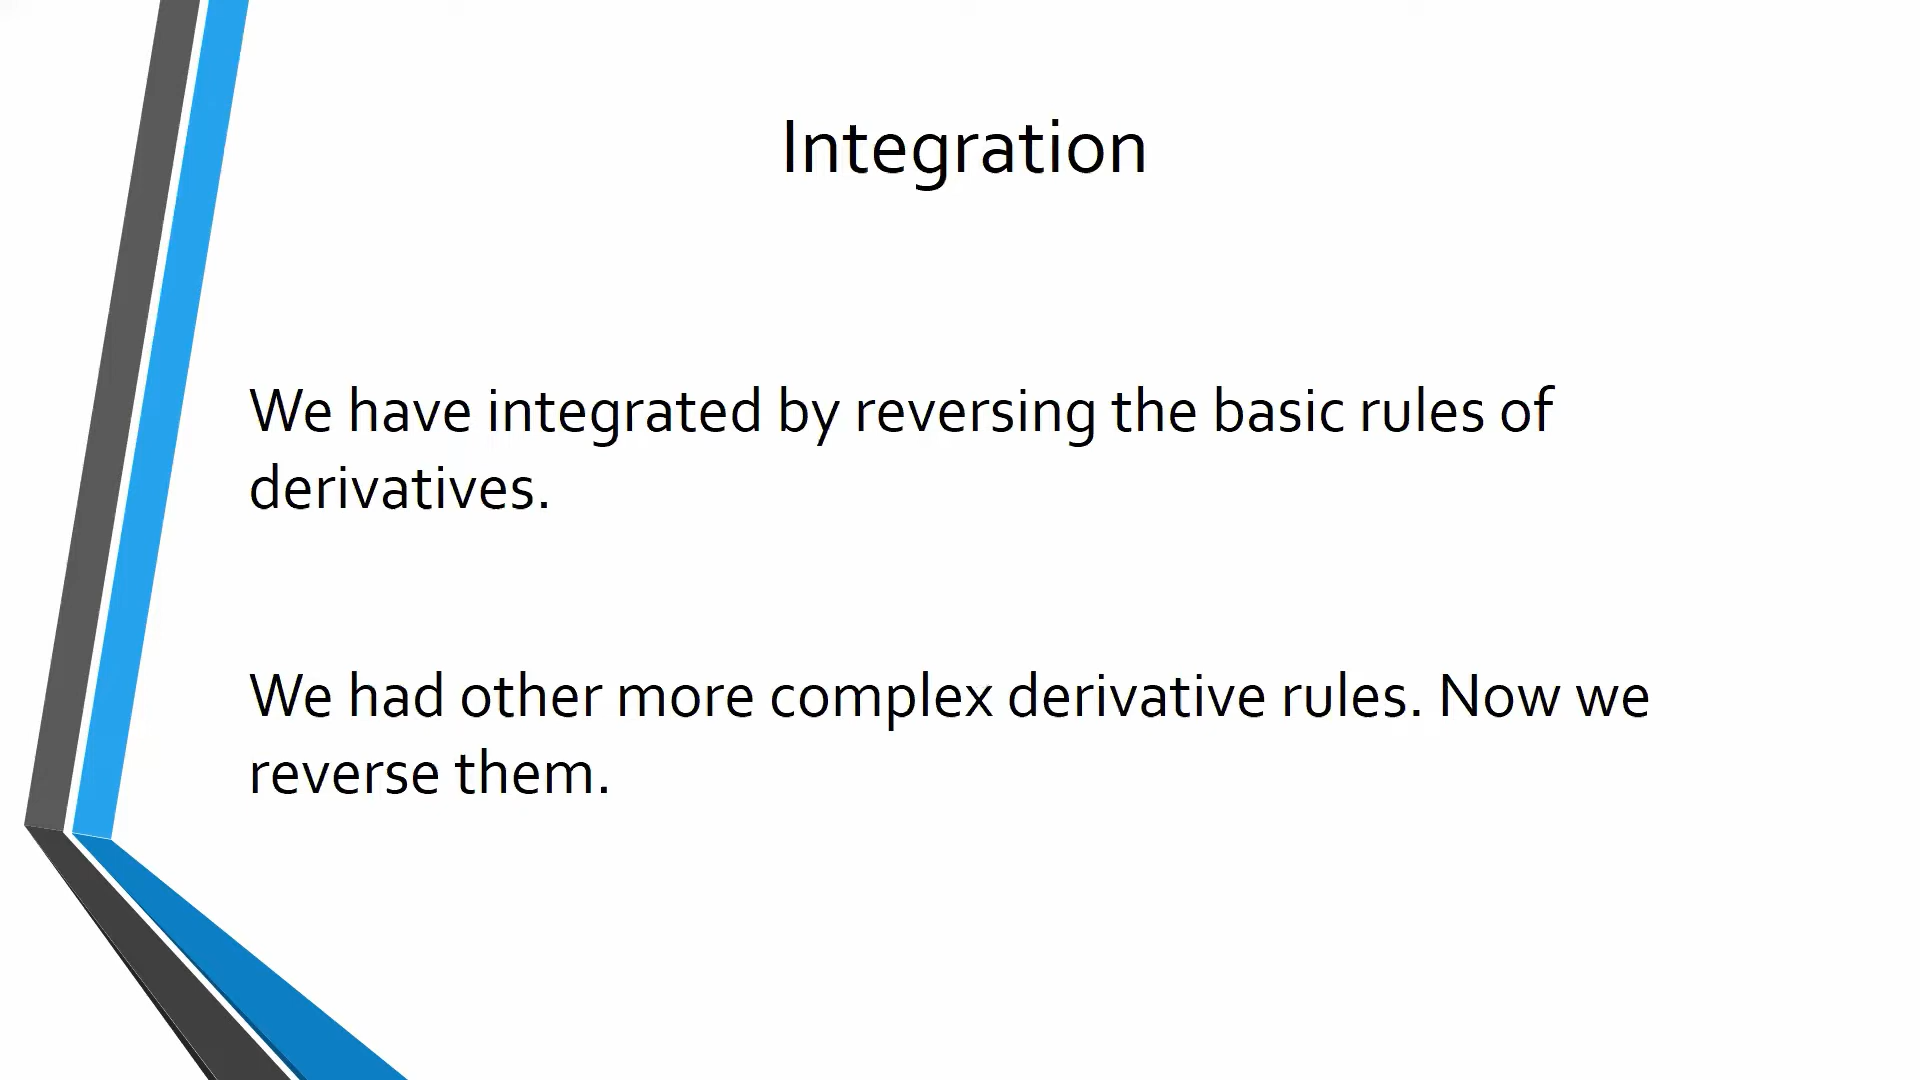 Integration
We have integrated by reversing the basic rules of
derivatives.
We had other more complex derivative rules. Now we
reverse them.